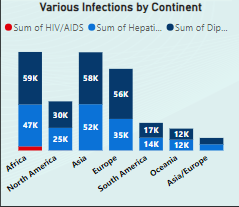 Various Infections by Continent
Sum of HIV/AIDS Sum of Hepati... Sum of Dip...
59K 58K
56K
30K
47K 52K
35K
25K
17K 12K
14K 12K
Africa North America Asia Europe South America Oceania Asia/Europe